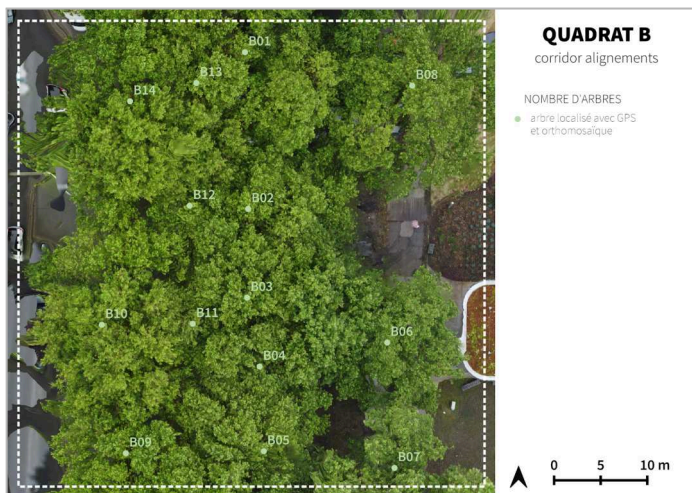 QUADRAT B
corridor alignements
NOMBRE D'ARBRES
arbre localisé avec GPS
et orthomosaïque
B01
B13
B08
B14
B12
B02
B03
B10
B11
B06
B04
B09
B05
B07
0 5 10 m